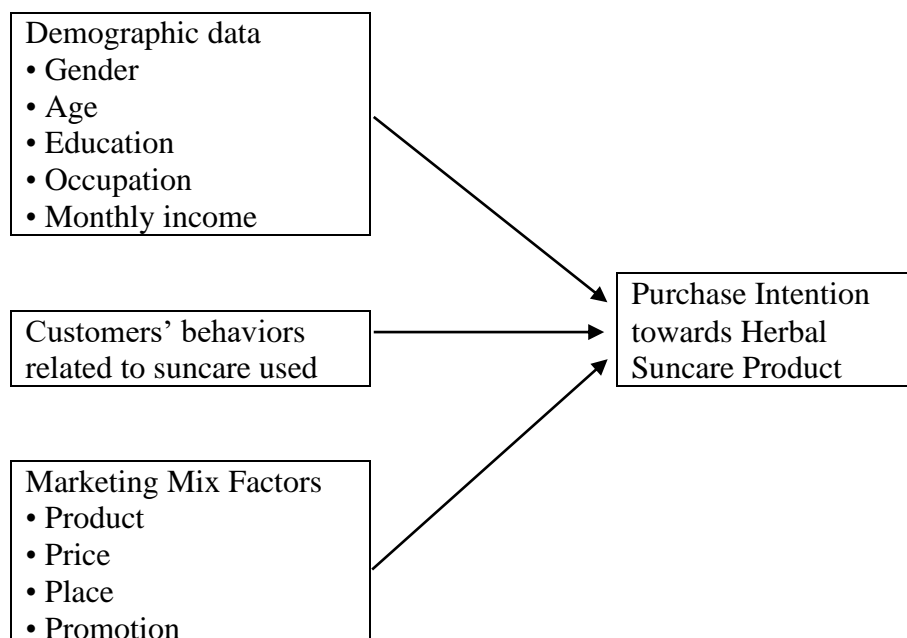 Demographic data
• Gender
• Age
• Education
• Occupation
• Monthly income
Customers’ behaviors
related to suncare used
Marketing Mix Factors
• Product
• Price
• Place
• Promotion
Purchase Intention
towards Herbal
Suncare Product